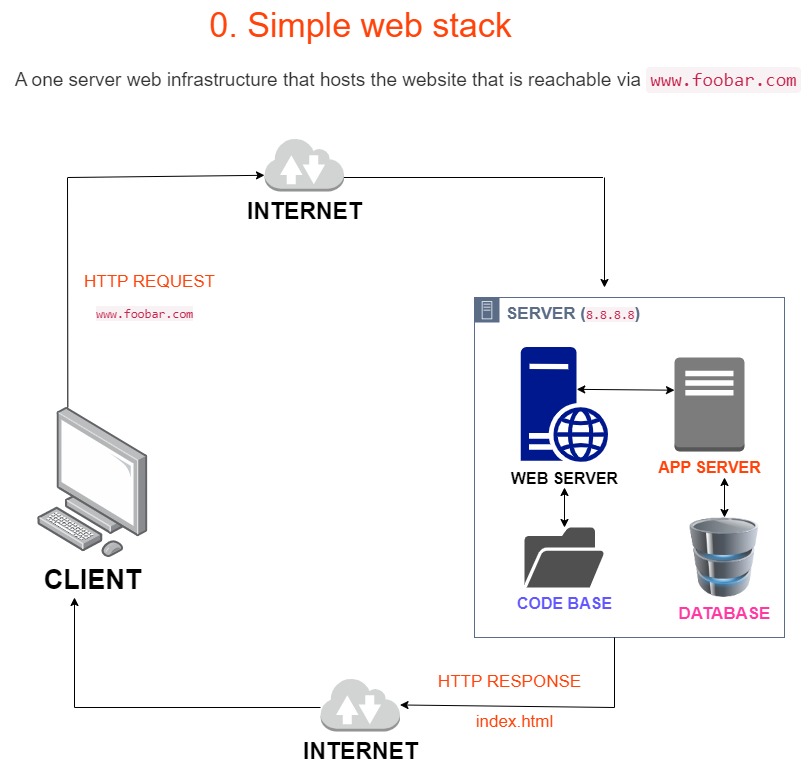 0. Simple web stack
A one server web infrastructure that hosts the website that is reachable via www.foobar.com
INTERNET
HTTP REQUEST
www.foobar.com
SERVER (8.8.8.8)
WEB SERVER
APP SERVER
CODE BASE
DATABASE
CLIENT
HTTP RESPONSE
index.html
INTERNET